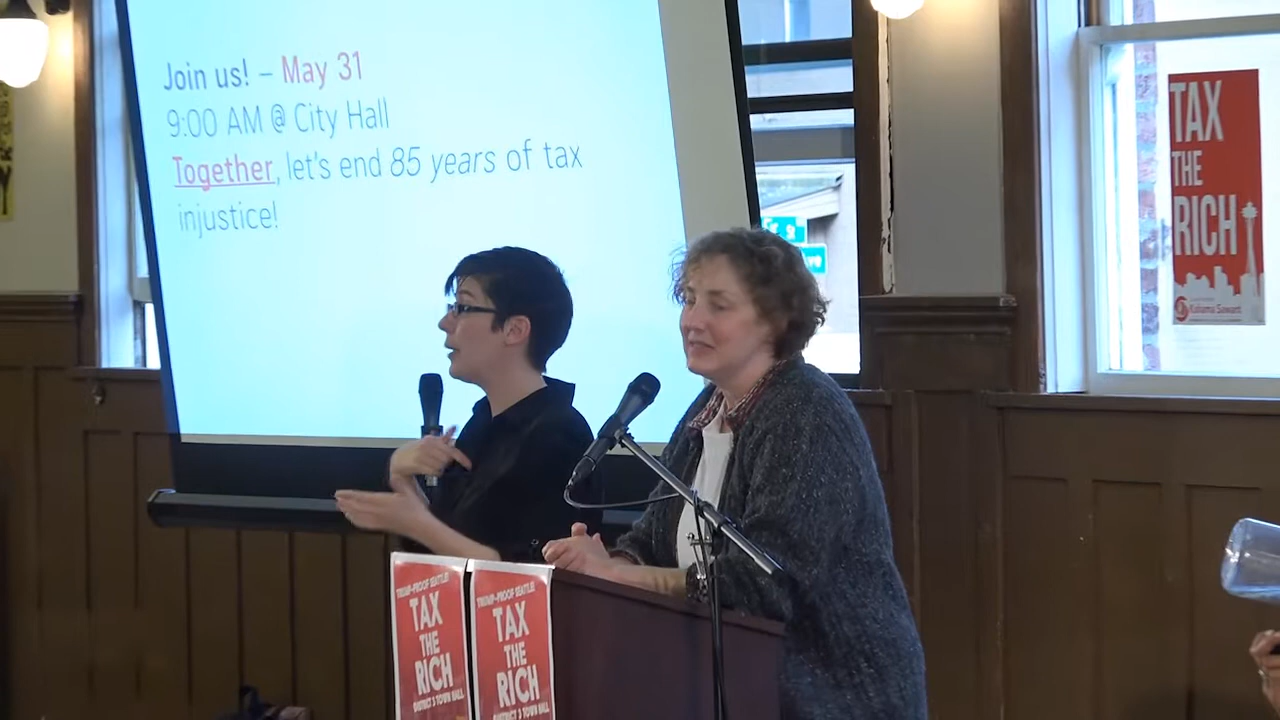 Join us! – May 31
9:00 AM @ City Hall
Together, let's end 85 years of tax
injustice!
TAX
THE
RICH
Kshama Sawant
TRUMP-PROOF SEATTLE!
TAX
THE
RICH
DISTRICT 3 TOWN HALL
TRUMP-PROOF SEATTLE!
TAX
THE
RICH
DISTRICT 3 TOWN HALL